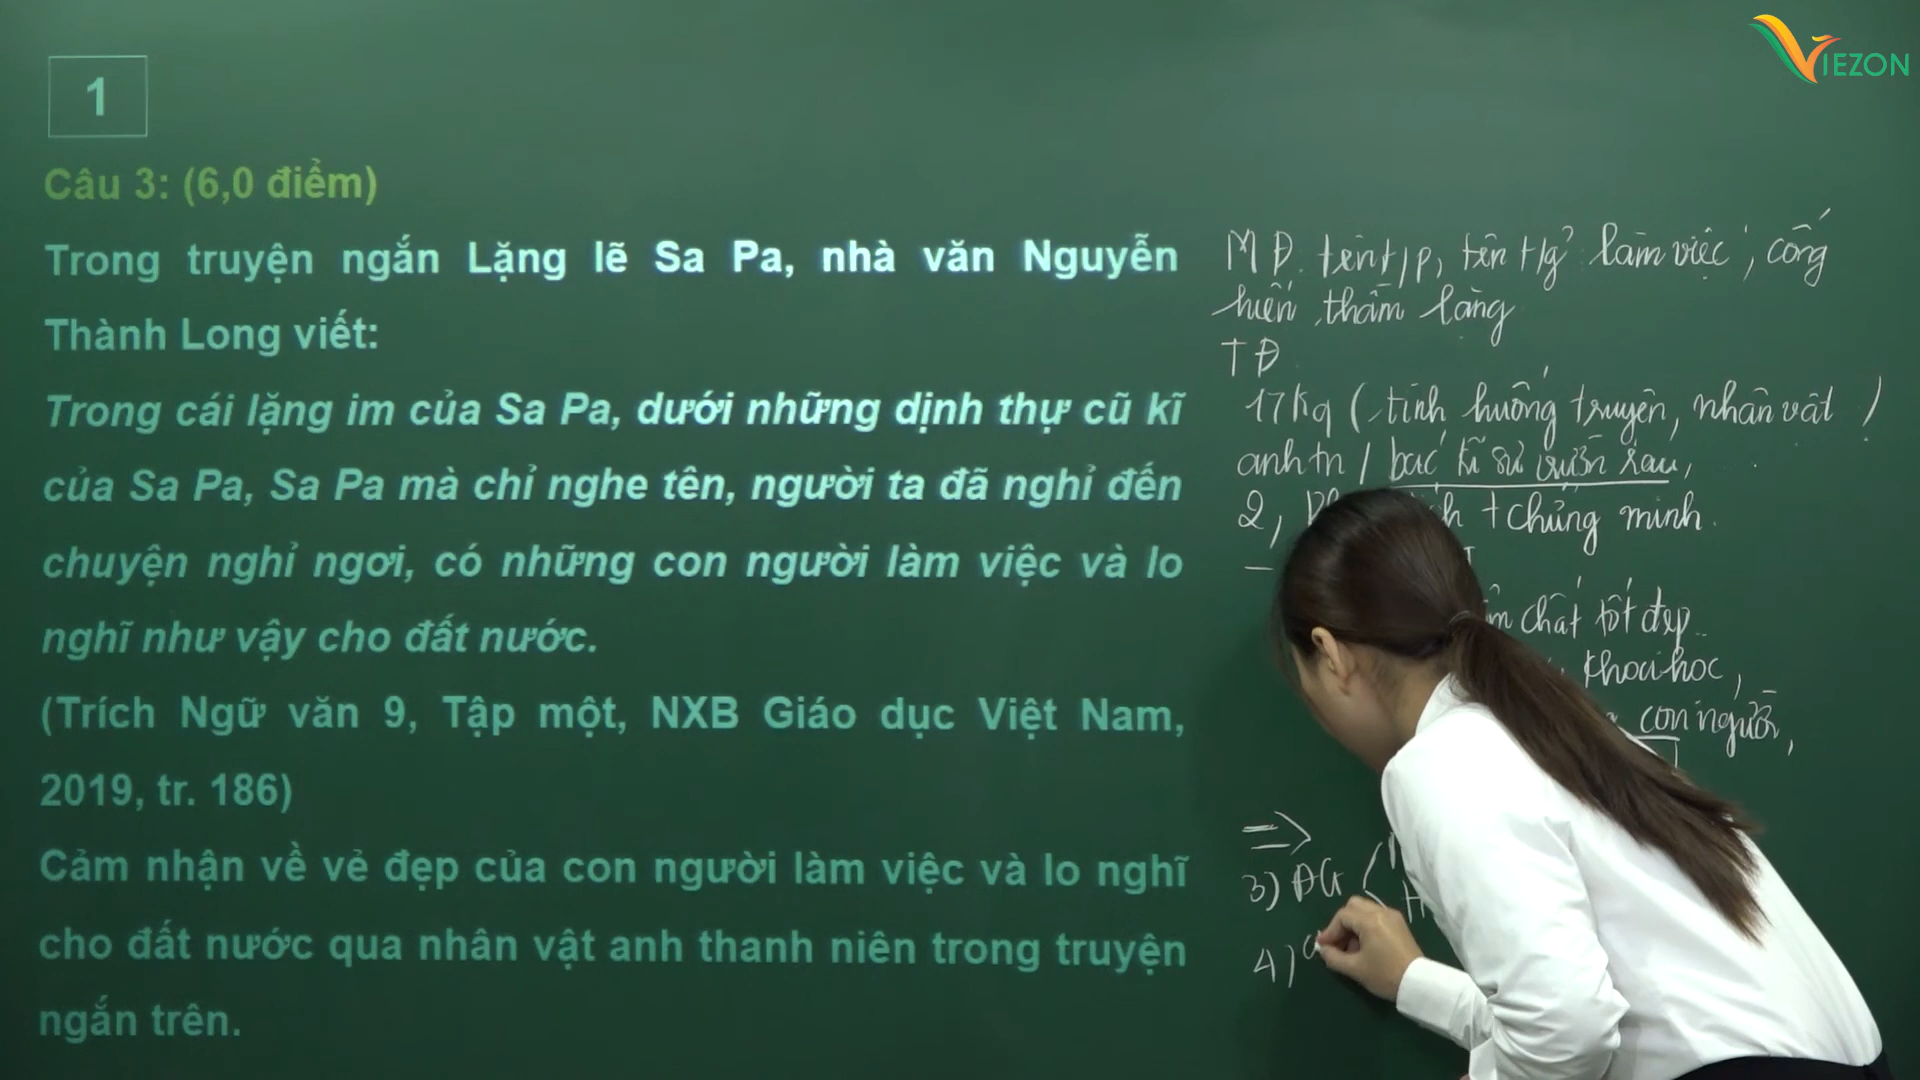 VIEZON
1
Câu 3: (6,0 điểm)
Trong truyện ngắn Lặng lẽ Sa Pa, nhà văn Nguyễn
Thành Long viết:
Trong cái lặng im của Sa Pa, dưới những dịnh thự cũ kĩ
của Sa Pa, Sa Pa mà chỉ nghe tên, người ta đã nghỉ đến
chuyện nghỉ ngơi, có những con người làm việc và lo
nghĩ như vậy cho đất nước.
(Trích Ngữ văn 9, Tập một, NXB Giáo dục Việt Nam,
2019, tr. 186)
Cảm nhận về vẻ đẹp của con người làm việc và lo nghĩ
cho đất nước qua nhân vật anh thanh niên trong truyện
ngắn trên.
MĐ. tên t/p, tên t/g làm việc, cống
hiến thầm lặng
TĐ
1, Kq (tình huống truyện, nhân vật)
anh tn / bác kĩ sư vườn rau,
2, + chứng minh
chất tốt đẹp
khoa học,
con người,
=>
3) ĐG
4)